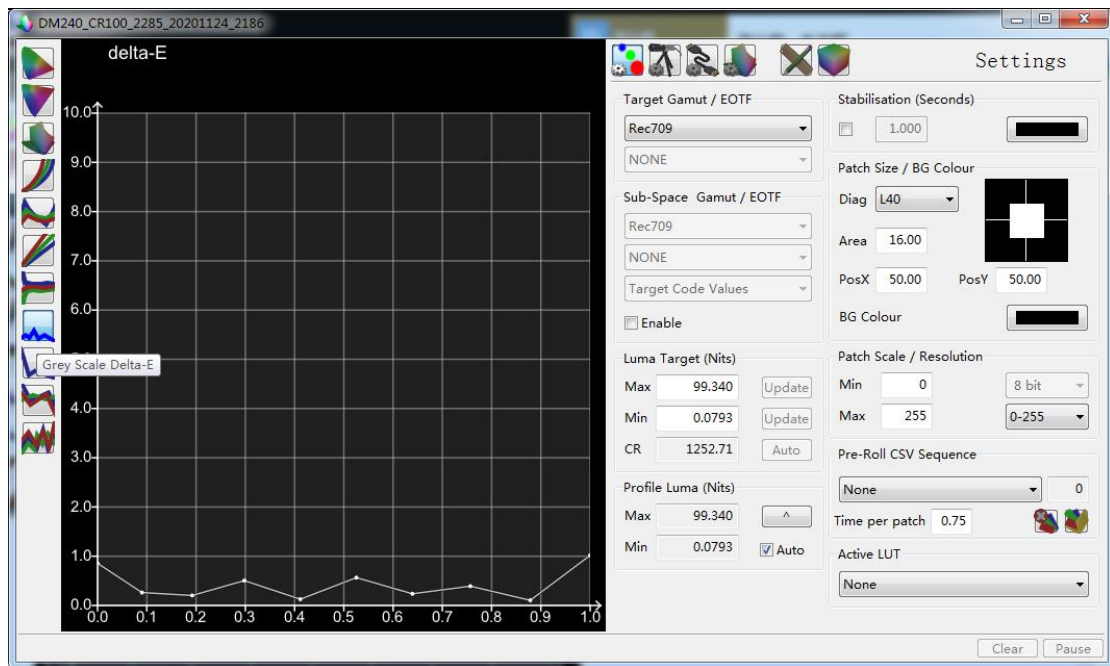 DM240_CR100_2285_20201124_2186
delta-E
10.0
9.0
8.0
7.0
6.0
4.0
3.0
2.0
1.0
0.0
0.0 0.1 0.2 0.3 0.4 0.5 0.6 0.7 0.8 0.9 1.0
Grey Scale Delta-E
Settings
Target Gamut / EOTF
Rec709
NONE
Sub-Space Gamut / EOTF
Rec709
NONE
Target Code Values
Enable
Luma Target (Nits)
Max 99.340 Update
Min 0.0793 Update
CR 1252.71 Auto
Profile Luma (Nits)
Max 99.340 ^
Min 0.0793 Auto
Stabilisation (Seconds)
1.000
Patch Size / BG Colour
Diag L40
Area 16.00
PosX 50.00 PosY 50.00
BG Colour
Patch Scale / Resolution
Min 0 8 bit
Max 255 0-255
Pre-Roll CSV Sequence
None 0
Time per patch 0.75
Active LUT
None
Clear Pause